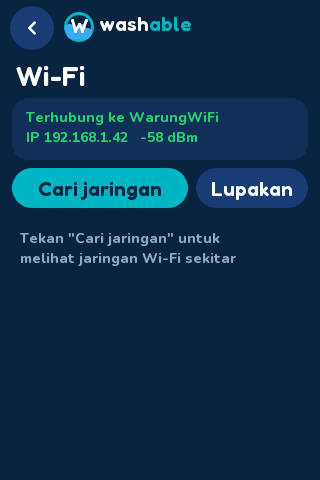 W washable
Wi-Fi
Terhubung ke WarungWiFi
IP 192.168.1.42 -58 dBm
Cari jaringan Lupakan
Tekan "Cari jaringan" untuk
melihat jaringan Wi-Fi sekitar